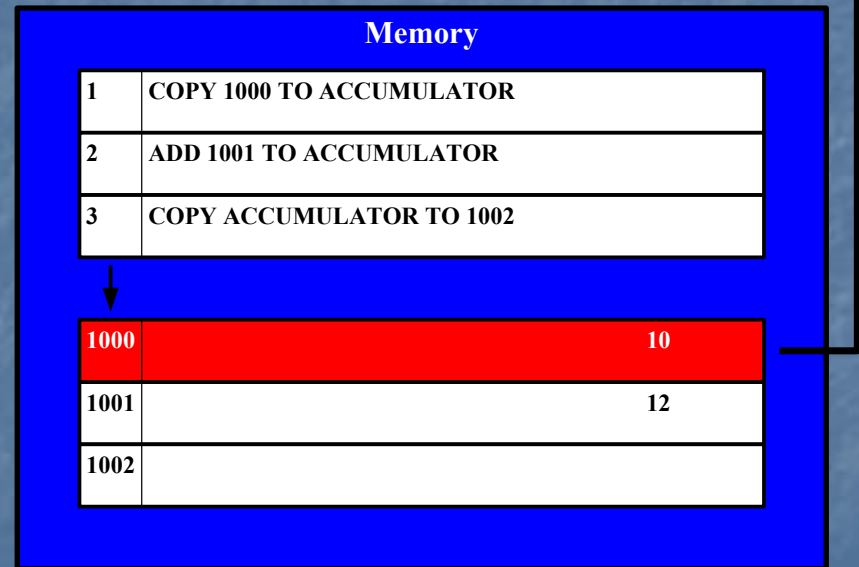 Memory
1 COPY 1000 TO ACCUMULATOR
2 ADD 1001 TO ACCUMULATOR
3 COPY ACCUMULATOR TO 1002
1000 10
1001 12
1002